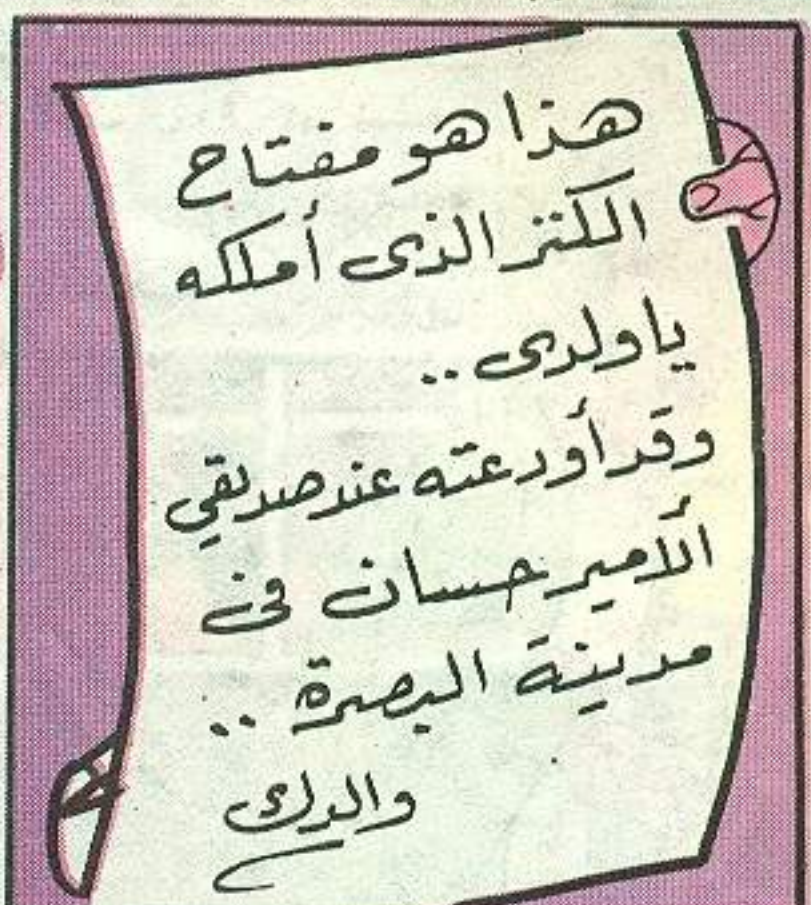 هذا هو مفتاح
الكنز الذى أملكه
ياولدى ..
وقد أودعته عند صديقي
الأمير حسان فى
مدينة البصرة ..
والدك